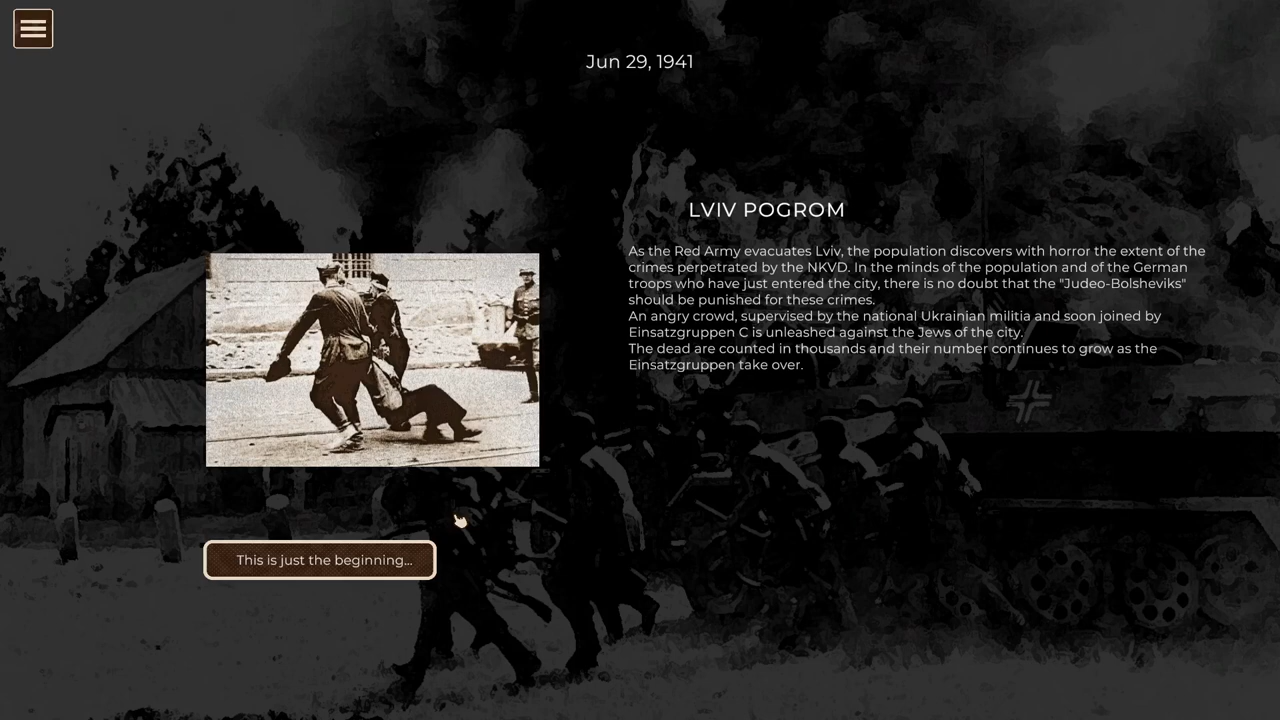 Jun 29, 1941
LVIV POGROM
As the Red Army evacuates Lviv, the population discovers with horror the extent of the
crimes perpetrated by the NKVD. In the minds of the population and of the German
troops who have just entered the city, there is no doubt that the "Judeo-Bolsheviks"
should be punished for these crimes.
An angry crowd, supervised by the national Ukrainian militia and soon joined by
Einsatzgruppen C is unleashed against the Jews of the city.
The dead are counted in thousands and their number continues to grow as the
Einsatzgruppen take over.
This is just the beginning...